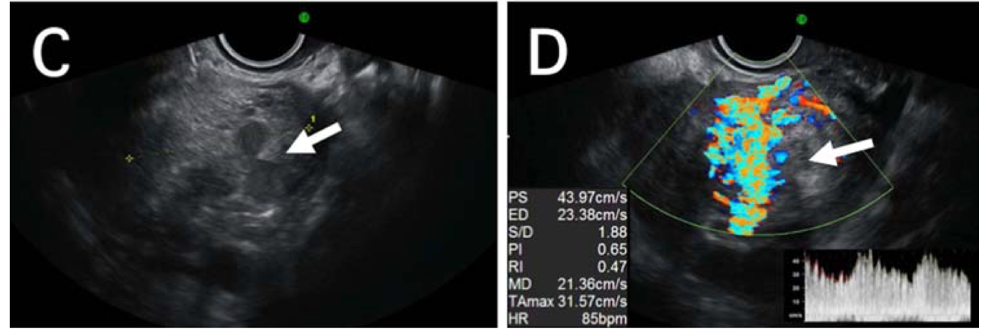 C
D
1
PS 43.97cm/s
ED 23.38cm/s
S/D 1.88
PI 0.65
RI 0.47
MD 21.36cm/s
TAmax 31.57cm/s
HR 85bpm